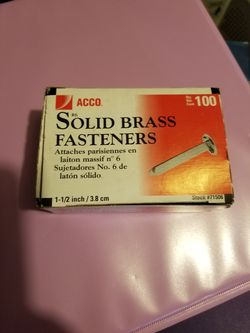 ACCO
#6
SOLID BRASS
FASTENERS
Attaches parisiennes en
laiton massif n° 6
Sujetadores No. 6 de
latón sólido
100
1-1/2 inch / 3.8 cm
Stock #71506